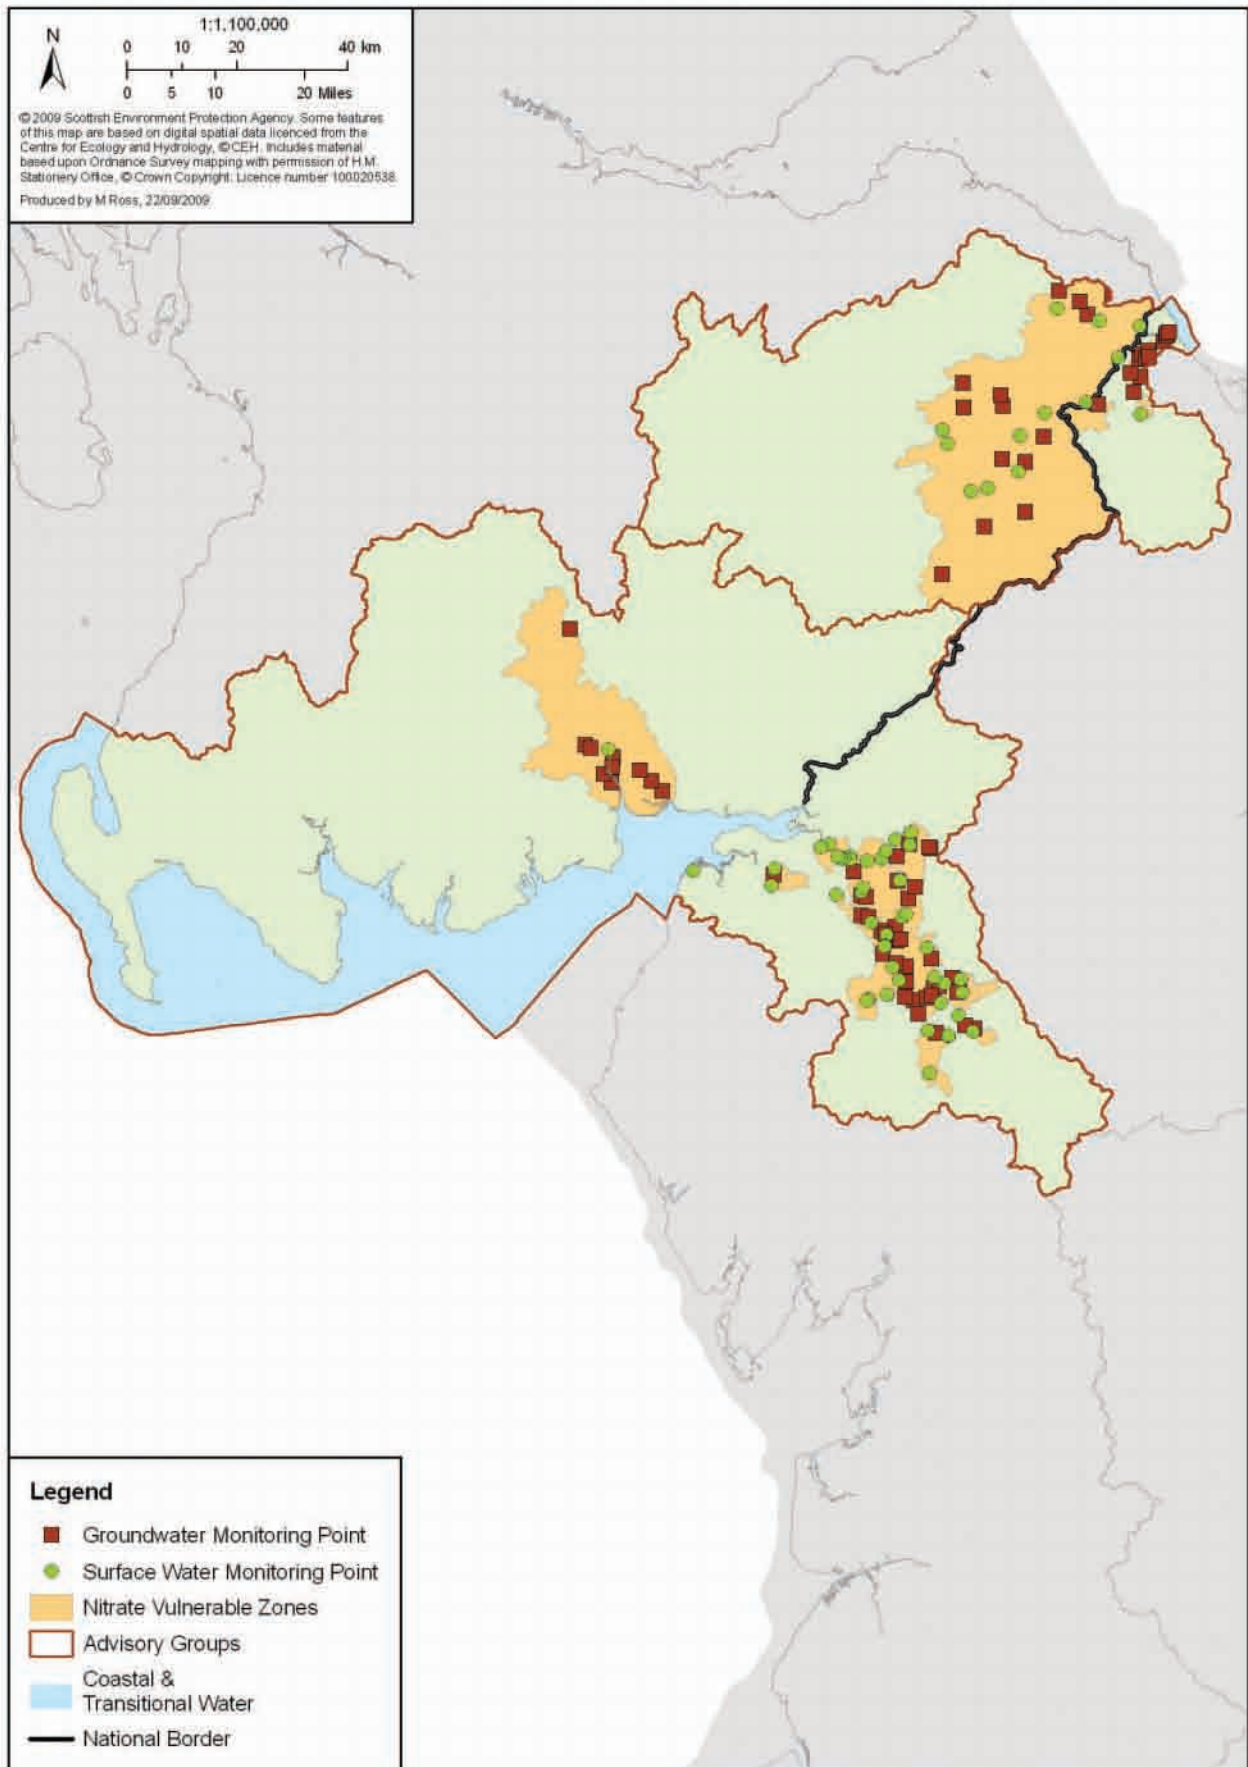 1:1,100,000
N
0 10 20 40 km
0 5 10 20 Miles
© 2009 Scottish Environment Protection Agency. Some features
of this map are based on digital spatial data licenced from the
Centre for Ecology and Hydrology, © CEH. Includes material
based upon Ordnance Survey mapping with permission of H.M.
Stationery Office, © Crown Copyright. Licence number 100020538.
Produced by M Ross, 22/09/2009
Legend
Groundwater Monitoring Point
Surface Water Monitoring Point
Nitrate Vulnerable Zones
Advisory Groups
Coastal &
Transitional Water
National Border